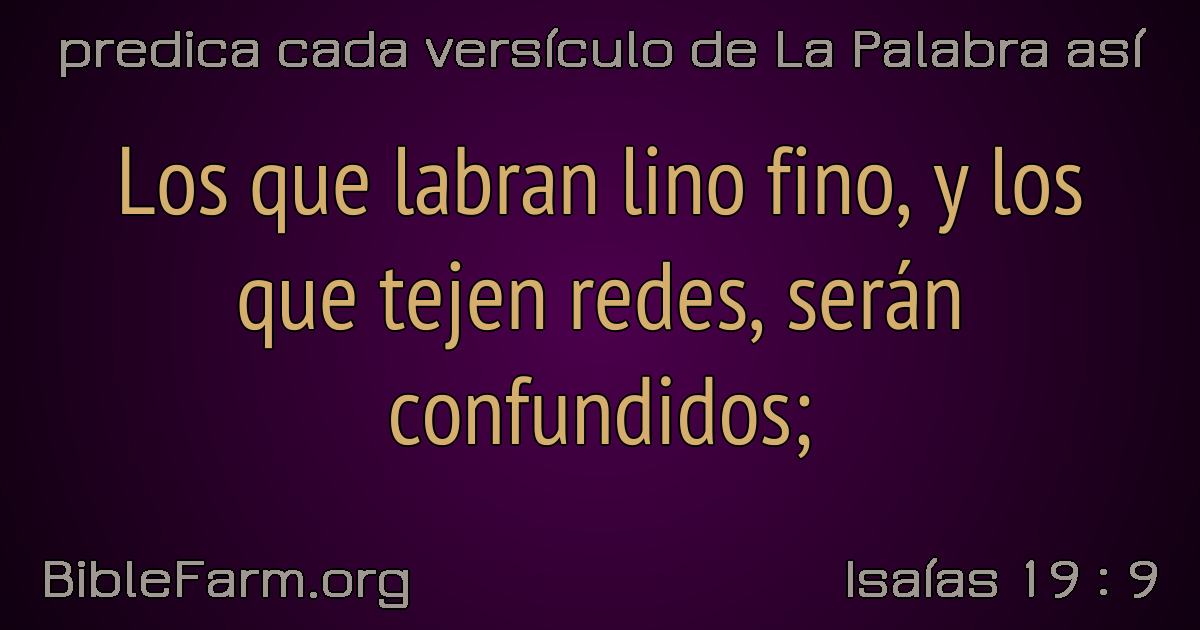 predica cada versículo de La Palabra así
Los que labran lino fino, y los
que tejen redes, serán
confundidos;
BibleFarm.org
Isaías 19 : 9